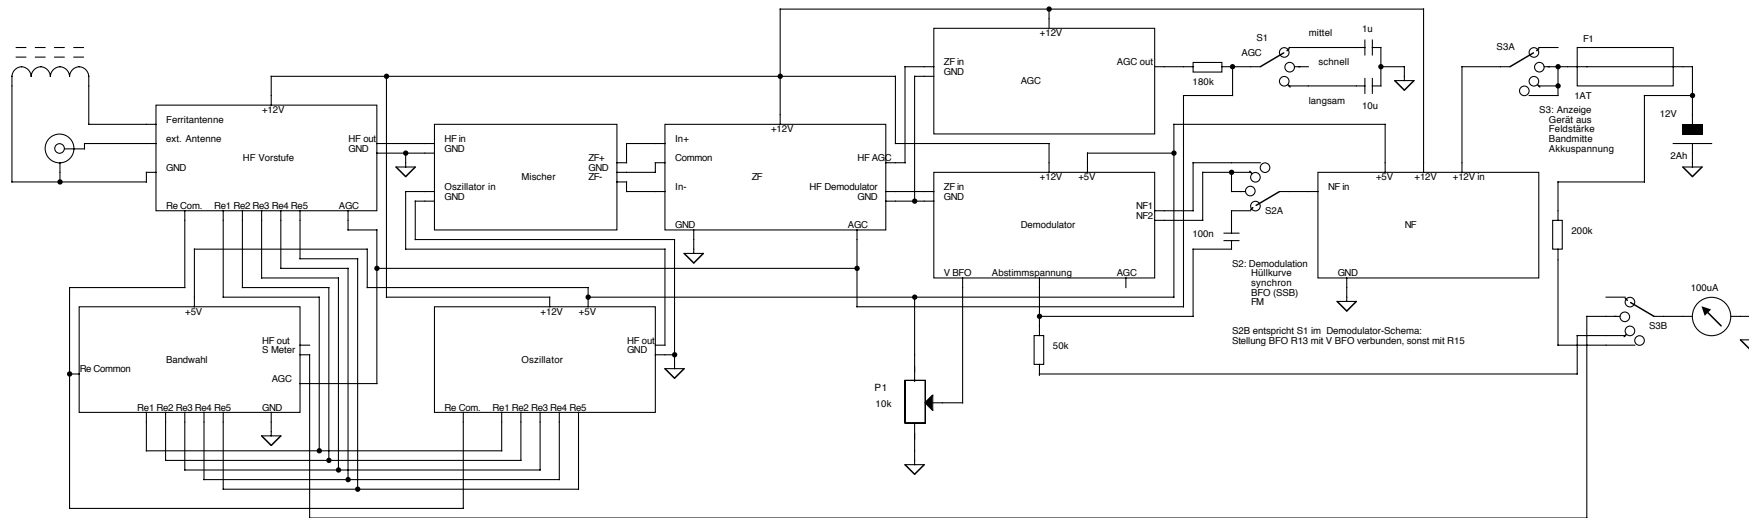 Ferritantenne
ext. Antenne
GND
+12V
HF Vorstufe
HF out
GND
Re Com.
Re1 Re2 Re3 Re4 Re5
AGC
HF in
GND
Oszillator in
GND
Mischer
ZF+
GND
ZF-
In+
Common
In-
+12V
ZF
HF AGC
HF Demodulator
GND
GND
AGC
+12V
ZF in
GND
AGC
AGC out
180k
S1
AGC
mittel
schnell
langsam
1u
10u
ZF in
GND
+12V
+5V
Demodulator
NF1
NF2
V BFO
Abstimmspannung
AGC
100n
S2A
S2: Demodulation
Hüllkurve
synchron
BFO (SSB)
FM
S2B entspricht S1 im Demodulator-Schema:
Stellung BFO R13 mit V BFO verbunden, sonst mit R15
NF in
+5V
+12V
+12V in
NF
GND
S3A
F1
1AT
S3: Anzeige
Gerät aus
Feldstärke
Bandmitte
Akkuspannung
12V
2Ah
200k
100uA
S3B
50k
P1
10k
+5V
Bandwahl
Re Common
HF out
S Meter
AGC
Re1 Re2 Re3 Re4 Re5
GND
+12V
+5V
Oszillator
HF out
GND
Re Com.
Re1 Re2 Re3 Re4 Re5